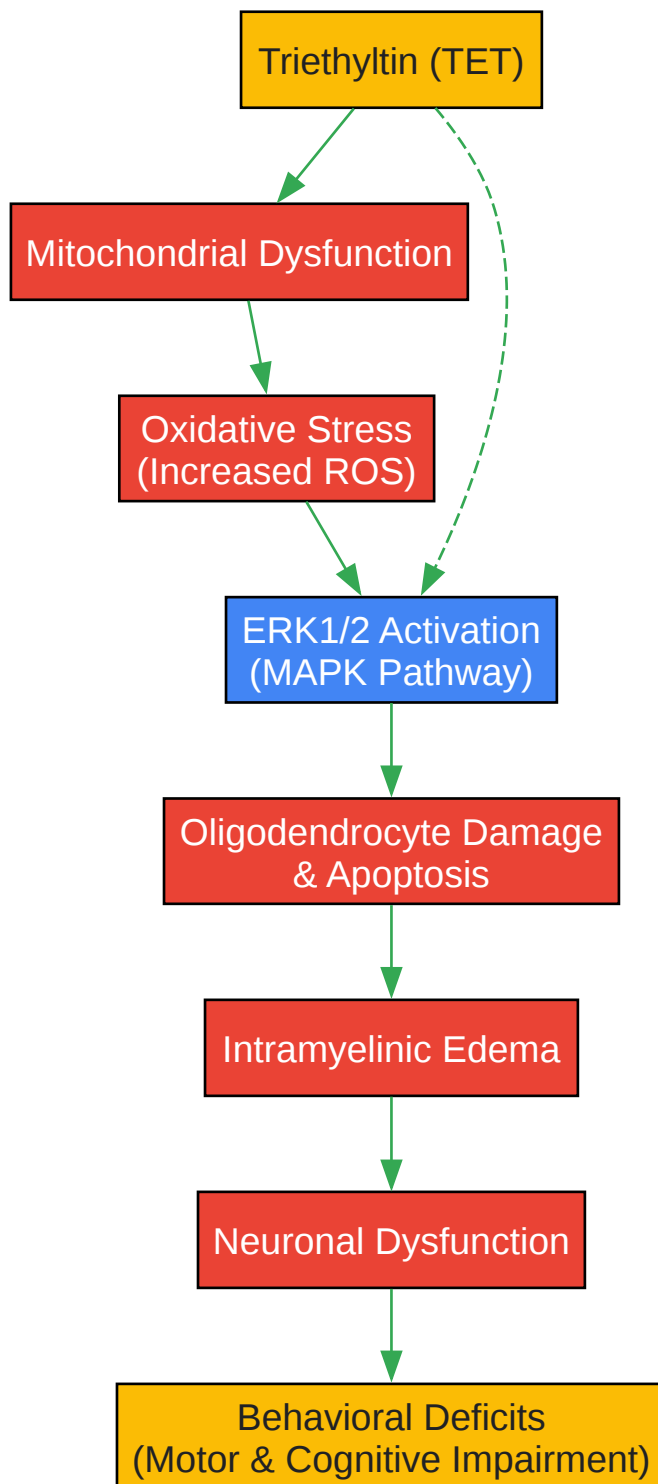 Triethyltin (TET)
Mitochondrial Dysfunction
Oxidative Stress
(Increased ROS)
ERK1/2 Activation
(MAPK Pathway)
Oligodendrocyte Damage
& Apoptosis
Intramyelinic Edema
Neuronal Dysfunction
Behavioral Deficits
(Motor & Cognitive Impairment)